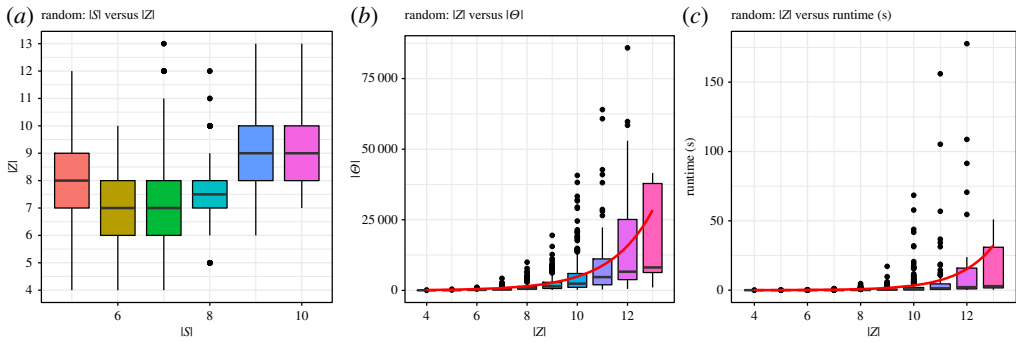 (a) random: |S| versus |Z|
13
12
11
10
9
8
7
6
5
4
|Z|
6 8 10
|S|
(b) random: |Z| versus |Θ|
75 000
50 000
25 000
0
|Θ|
4 6 8 10 12
|Z|
(c) random: |Z| versus runtime (s)
150
100
50
0
runtime (s)
4 6 8 10 12
|Z|